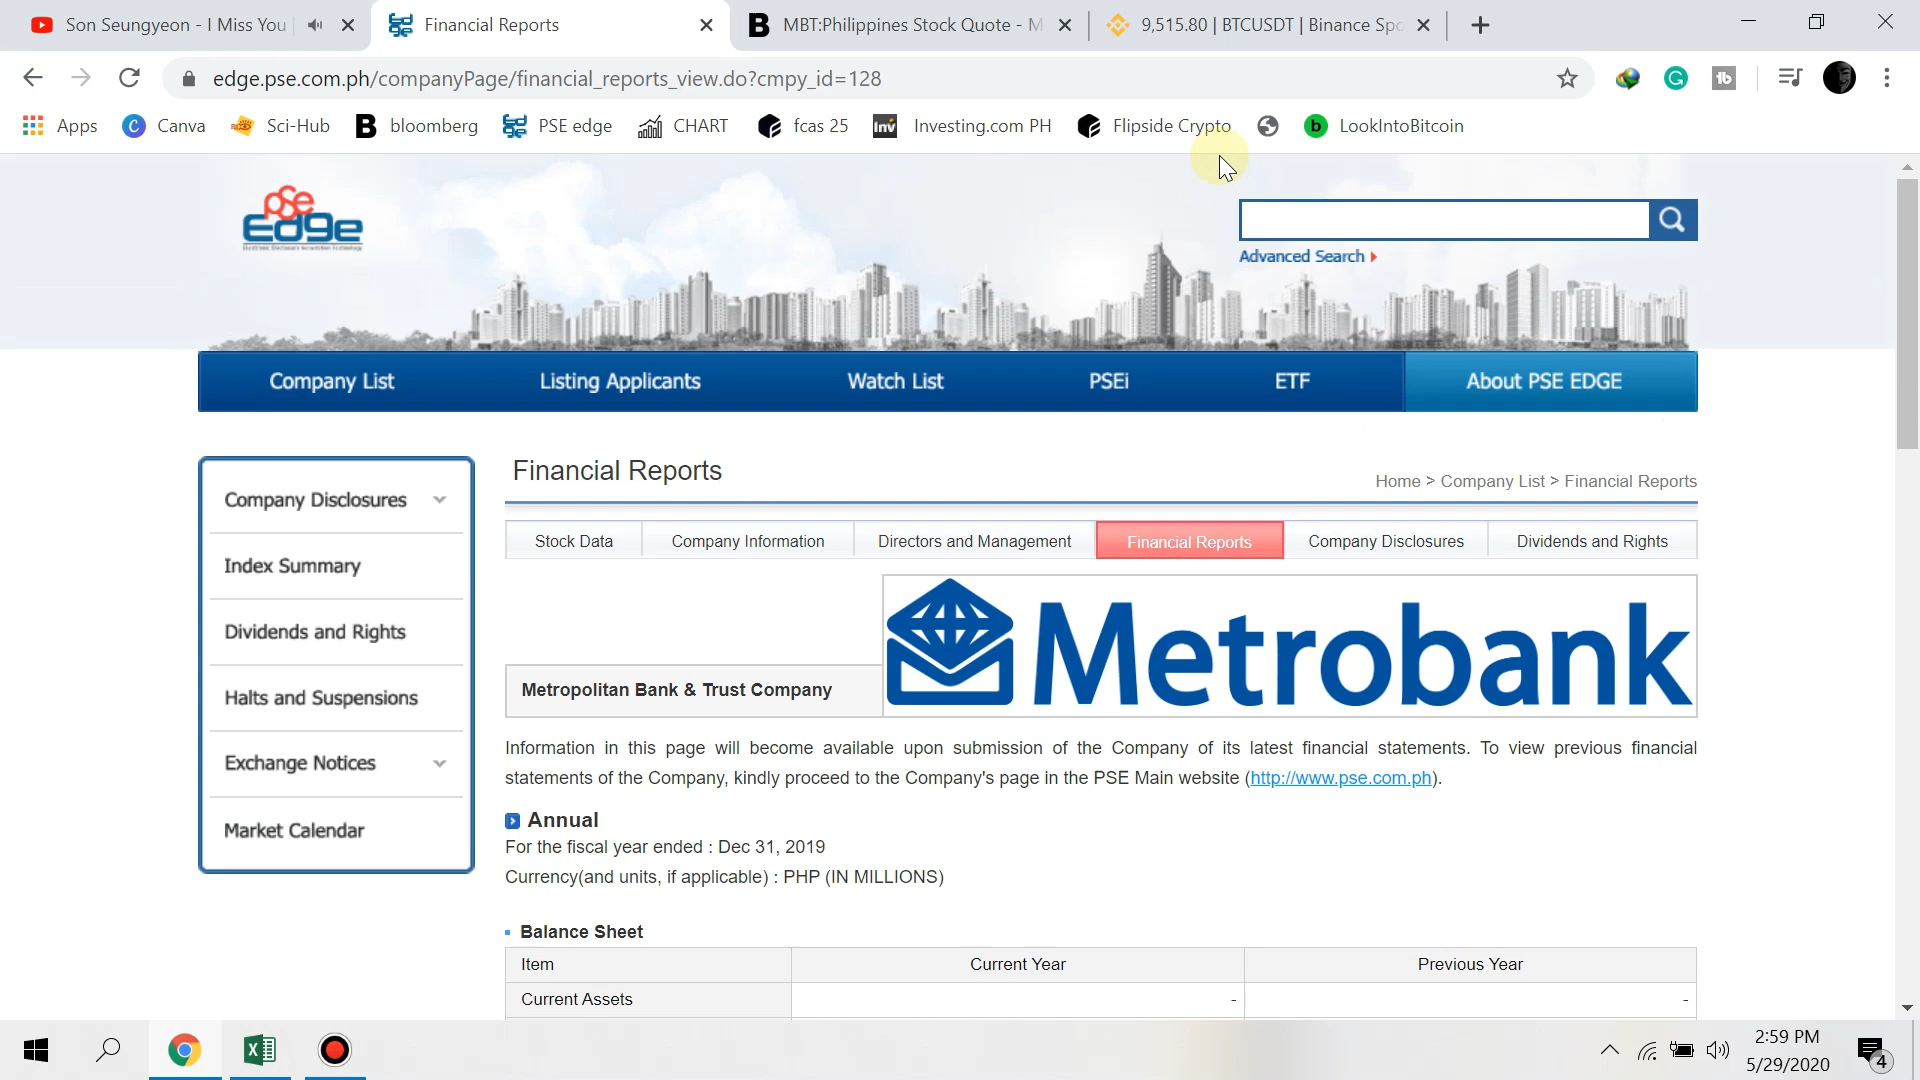 Son Seungyeon - I Miss You
Financial Reports
MBT:Philippines Stock Quote - M
9,515.80 | BTCUSDT | Binance Spo
edge.pse.com.ph/companyPage/financial_reports_view.do?cmpy_id=128
Apps
Canva
Sci-Hub
bloomberg
PSE edge
CHART
fcas 25
Inv
Investing.com PH
Flipside Crypto
LookIntoBitcoin
pse
Edge
Advanced Search
Company List
Listing Applicants
Watch List
PSEi
ETF
About PSE EDGE
Company Disclosures
Index Summary
Dividends and Rights
Halts and Suspensions
Exchange Notices
Market Calendar
Financial Reports
Home > Company List > Financial Reports
Stock Data
Company Information
Directors and Management
Financial Reports
Company Disclosures
Dividends and Rights
Metropolitan Bank & Trust Company
Metrobank
Information in this page will become available upon submission of the Company of its latest financial statements. To view previous financial
statements of the Company, kindly proceed to the Company's page in the PSE Main website (http://www.pse.com.ph).
Annual
For the fiscal year ended : Dec 31, 2019
Currency(and units, if applicable) : PHP (IN MILLIONS)
Balance Sheet
Item
Current Year
Previous Year
Current Assets
-
-
2:59 PM
5/29/2020
4